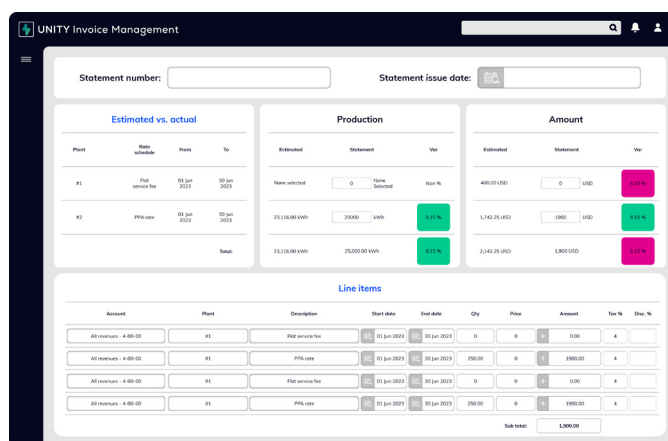 UNITY Invoice Management
Statement number:
Statement issue date:
Estimated vs. actual
Plant Rate schedule From To
#1 Flat service fee 01 Jun 2023 30 Jun 2023
#2 PPA rate 01 Jun 2023 30 Jun 2023
Total:
Production
Estimated Statement Var
None selected 0 None Selected Nav %
23,116.00 kWh 25000 kWh 8.15 %
23,116.00 kWh 25,000.00 kWh 8.15 %
Amount
Estimated Statement Var
400.00 USD 0 USD 8.15 %
1,742.25 USD 1900 USD 8.15 %
2,142.25 USD 1,900 USD 8.15 %
Line items
Account Plant Description Start date End date Qty Price Amount Tax % Disc. %
All revenues - 4-00-00 #1 Flat service fee 01 Jun 2023 30 Jun 2023 0 0 + 0.00 4
All revenues - 4-00-00 #1 PPA rate 01 Jun 2023 30 Jun 2023 250.00 0 + 1900.00 4
All revenues - 4-00-00 #1 Flat service fee 01 Jun 2023 30 Jun 2023 0 0 + 0.00 4
All revenues - 4-00-00 #1 PPA rate 01 Jun 2023 30 Jun 2023 250.00 0 + 1900.00 4
Sub total: 1,900.00